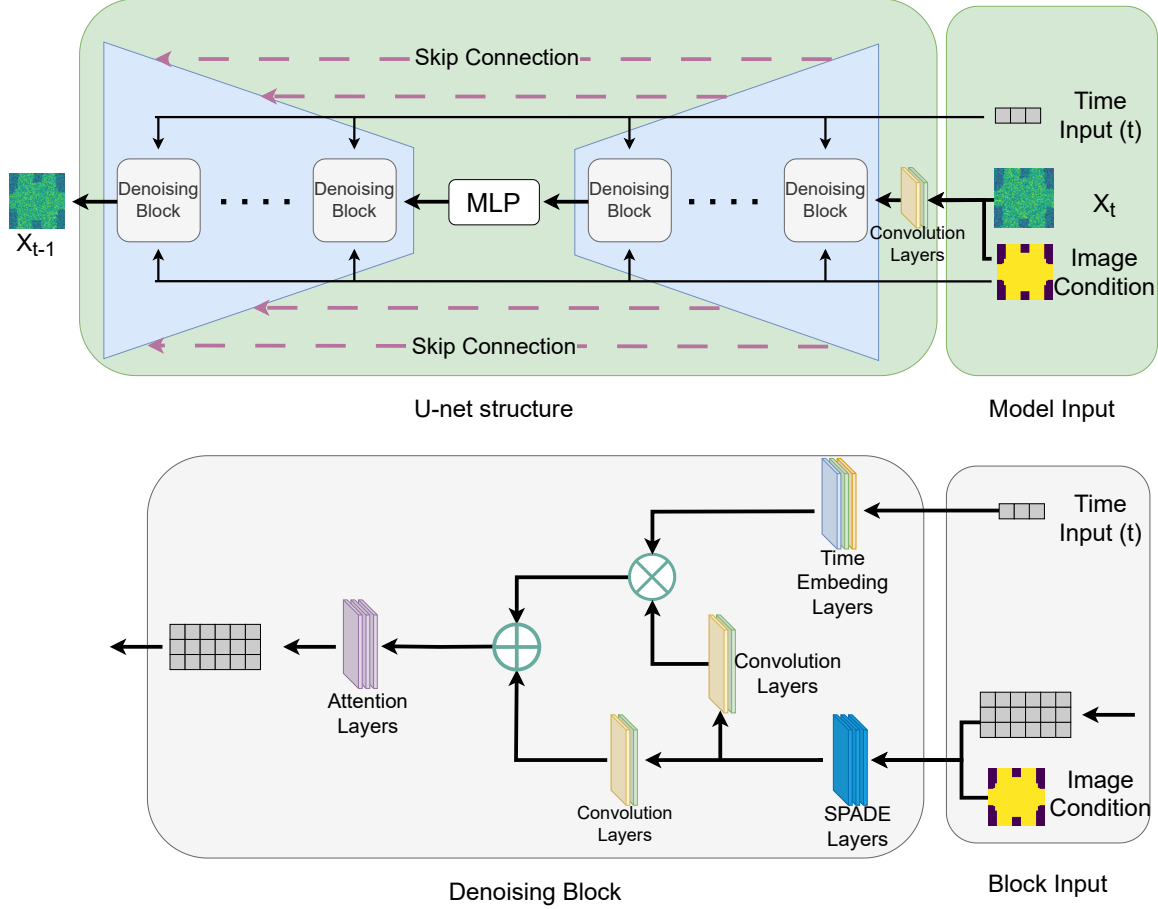 Skip Connection
Time
Input (t)
Denoising
Block
Denoising
Block
MLP
Denoising
Block
Denoising
Block
Convolution
Layers
X_t
X_{t-1}
Image
Condition
Skip Connection
U-net structure
Model Input
Time
Input (t)
Time
Embeding
Layers
Convolution
Layers
Attention
Layers
Convolution
Layers
SPADE
Layers
Image
Condition
Denoising Block
Block Input